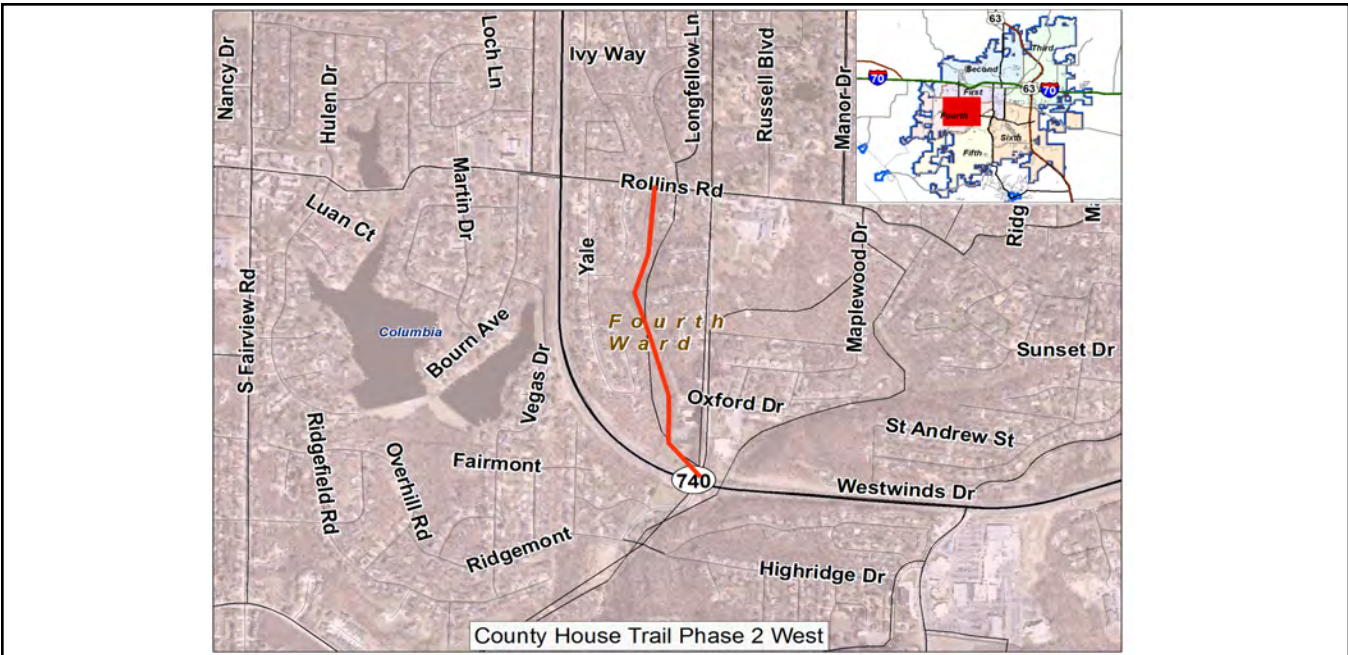 Nancy Dr
Hulen Dr
Loch Ln
Ivy Way
Longfellow Ln
Russell Blvd
Manor Dr
63
Third
Second
70
63
70
First
Fourth
Sixth
Fifth
Rollins Rd
Luan Ct
Martin Dr
Yale
Maplewood Dr
Ridg
S Fairview Rd
Columbia
Bourn Ave
Vegas Dr
Fourth
Ward
Sunset Dr
Oxford Dr
St Andrew St
Ridgefield Rd
Overhill Rd
Fairmont
740
Westwinds Dr
Ridgemont
Highridge Dr
County House Trail Phase 2 West